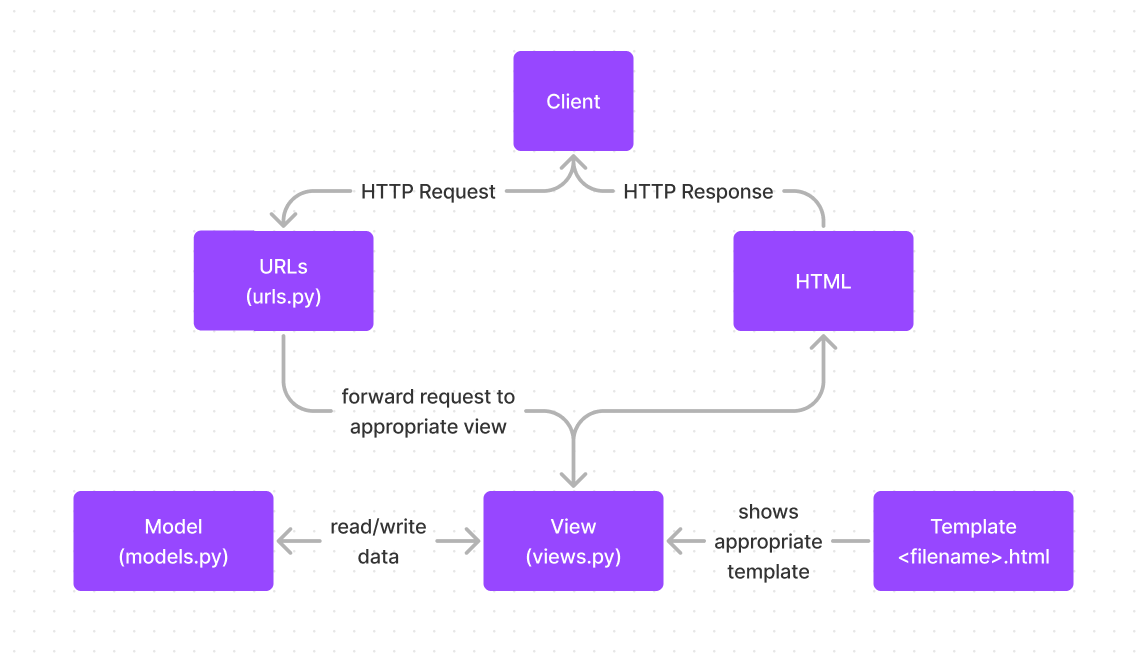 Client
HTTP Request
HTTP Response
URLs
(urls.py)
HTML
forward request to
appropriate view
Model
(models.py)
read/write
data
View
(views.py)
shows
appropriate
template
Template
<filename>.html